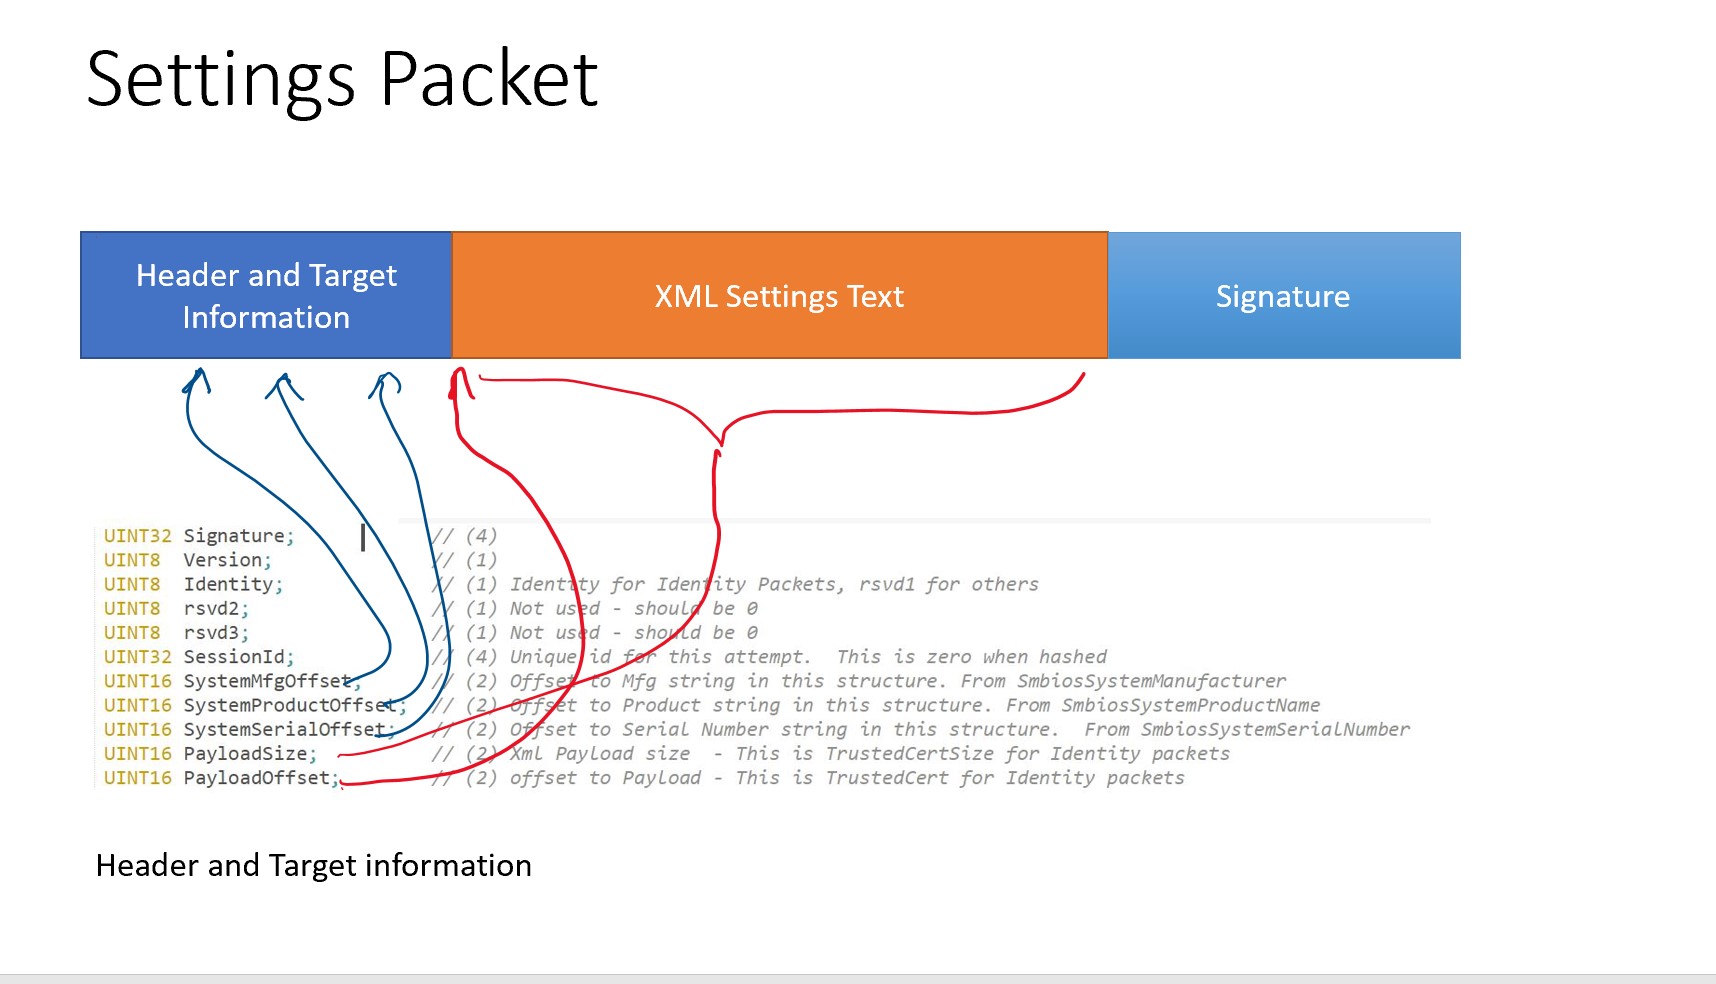 Settings Packet
Header and Target
Information
XML Settings Text
Signature
UINT32 Signature; // (4)
UINT8 Version; // (1)
UINT8 Identity; // (1) Identity for Identity Packets, rsvd1 for others
UINT8 rsvd2; // (1) Not used - should be 0
UINT8 rsvd3; // (1) Not used - should be 0
UINT32 SessionId; // (4) Unique id for this attempt. This is zero when hashed
UINT16 SystemMfgOffset; // (2) Offset to Mfg string in this structure. From SmbiosSystemManufacturer
UINT16 SystemProductOffset; // (2) Offset to Product string in this structure. From SmbiosSystemProductName
UINT16 SystemSerialOffset; // (2) Offset to Serial Number string in this structure. From SmbiosSystemSerialNumber
UINT16 PayloadSize; // (2) Xml Payload size - This is TrustedCertSize for Identity packets
UINT16 PayloadOffset; // (2) offset to Payload - This is TrustedCert for Identity packets
Header and Target information